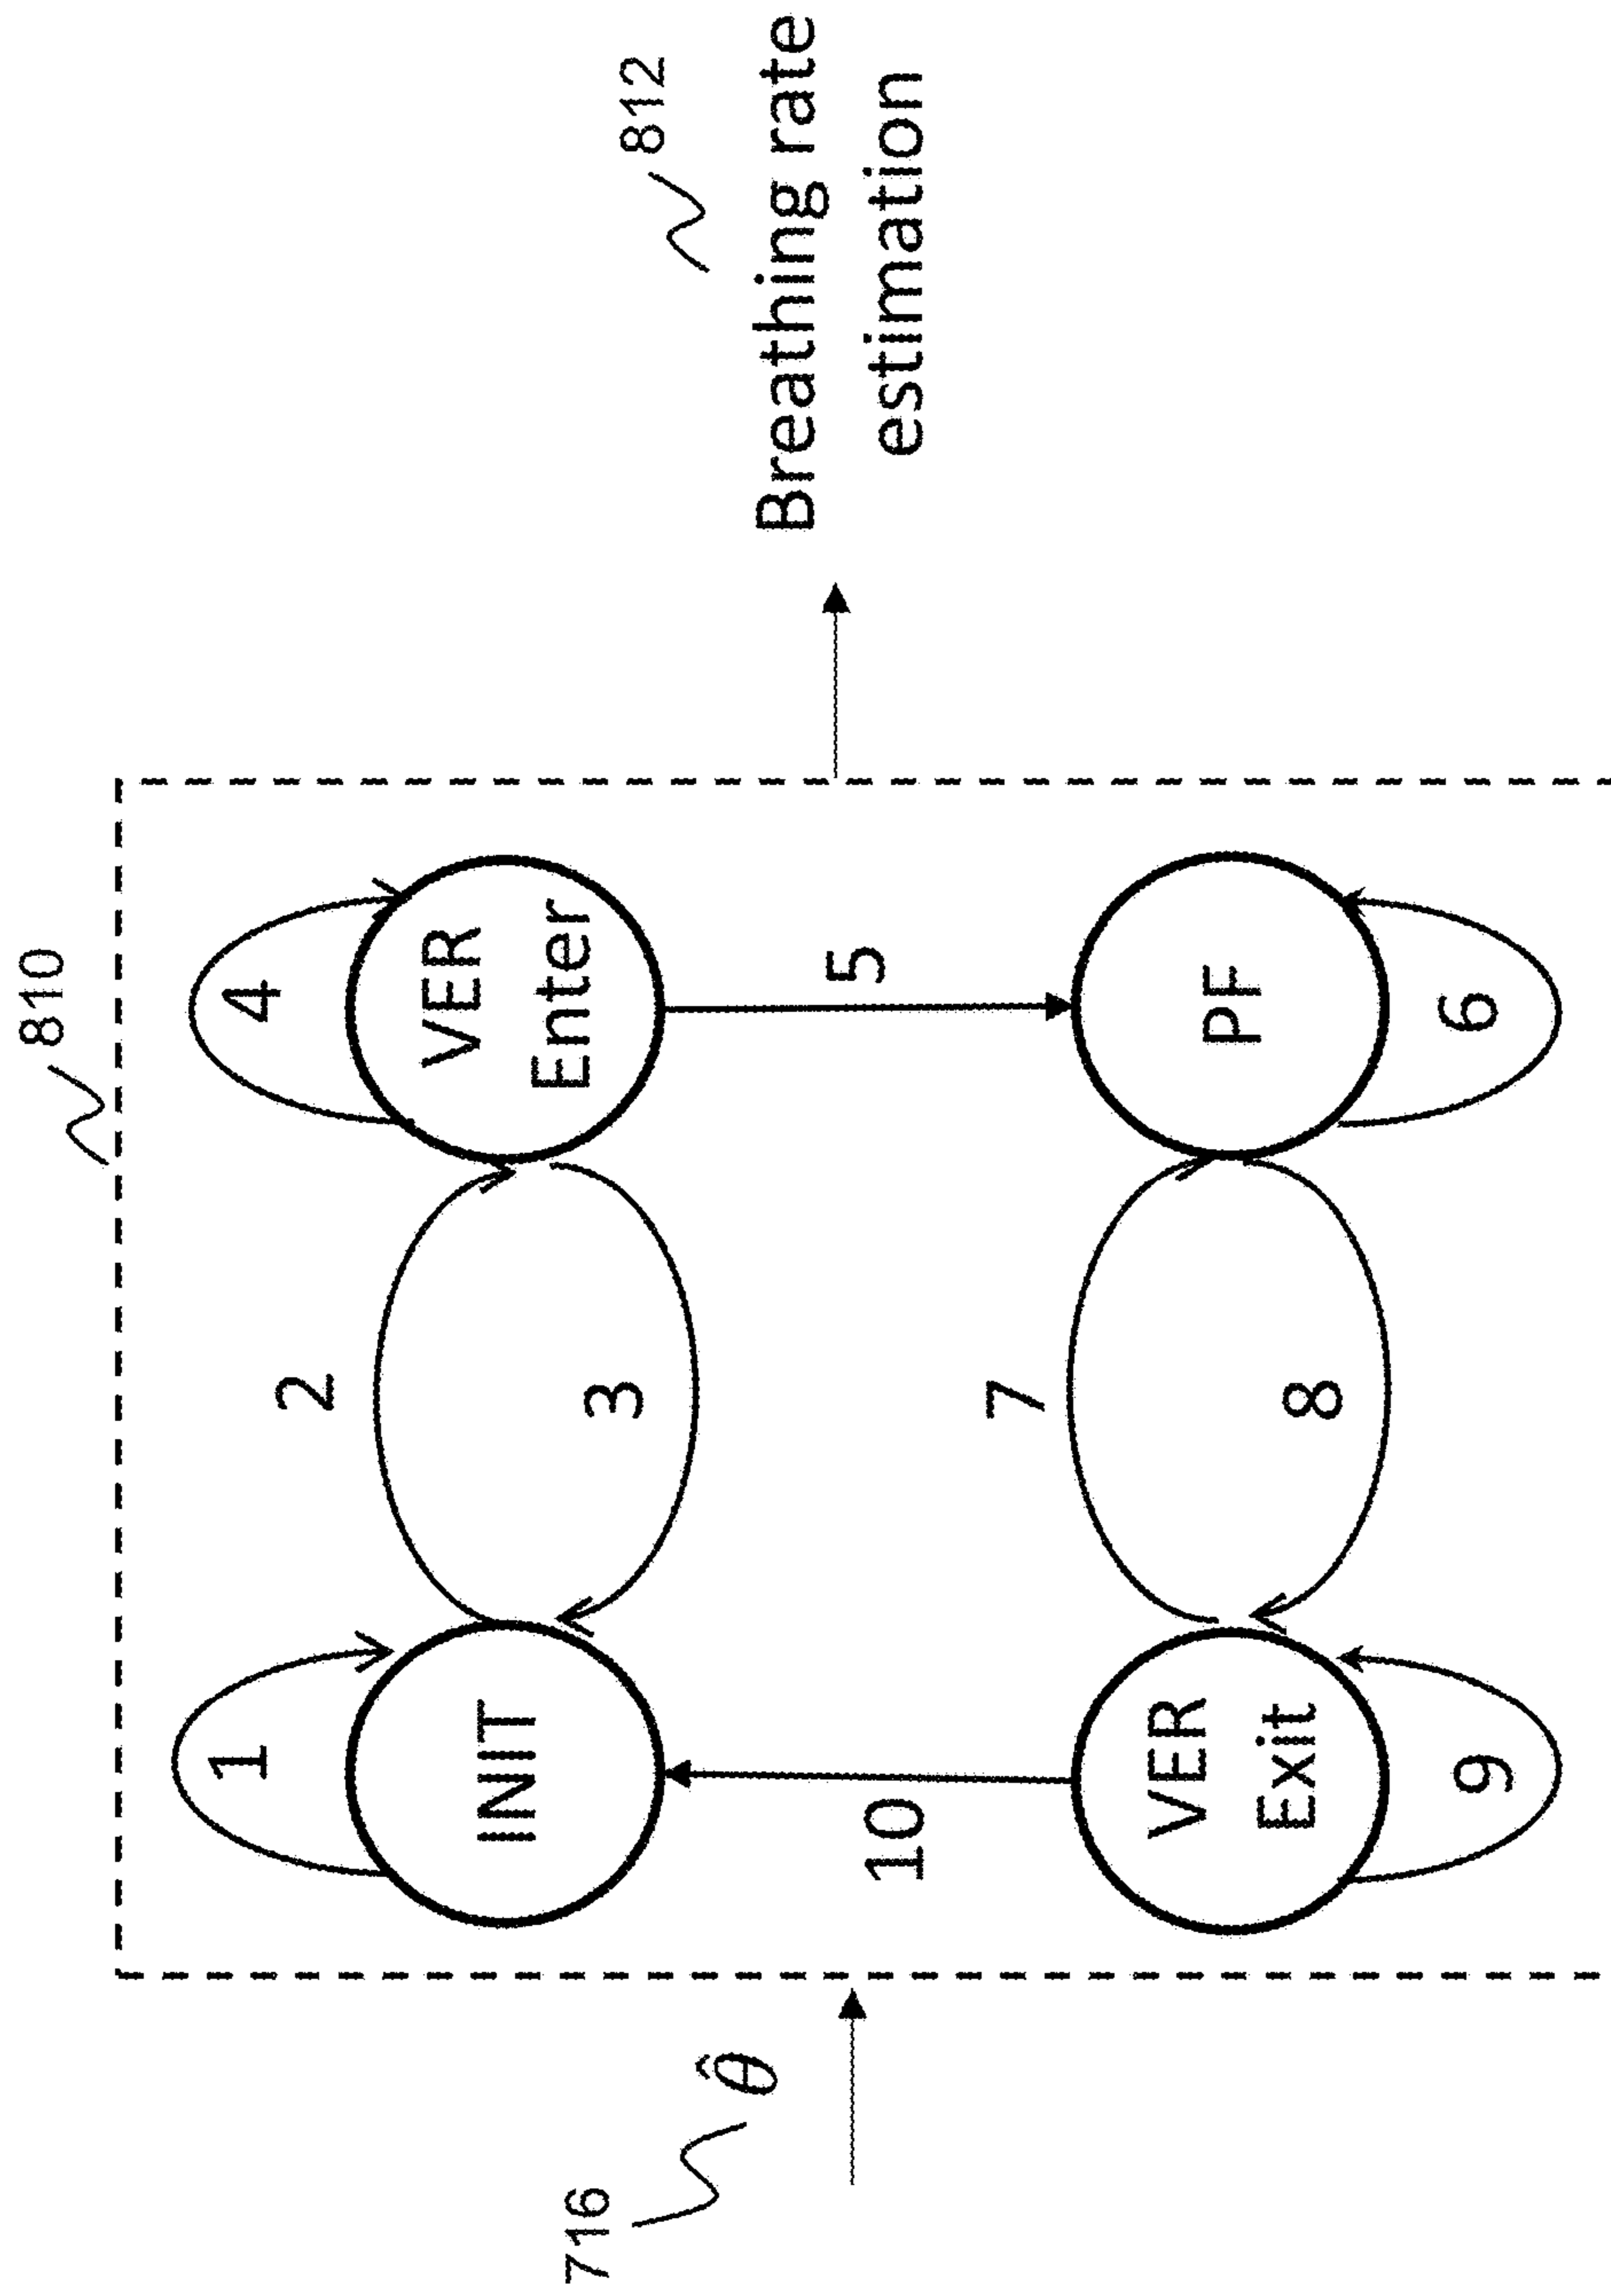 810
812
716
θ̂
1
2
4
INIT
VER
Enter
3
Breathing rate
estimation
10
5
7
VER
Exit
PF
8
9
6